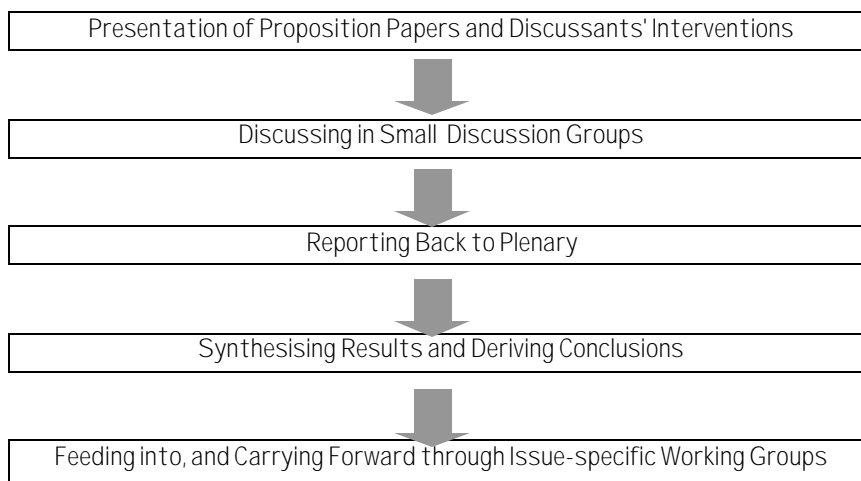 Presentation of Proposition Papers and Discussants' Interventions
Discussing in Small Discussion Groups
Reporting Back to Plenary
Synthesising Results and Deriving Conclusions
Feeding into, and Carrying Forward through Issue-specific Working Groups